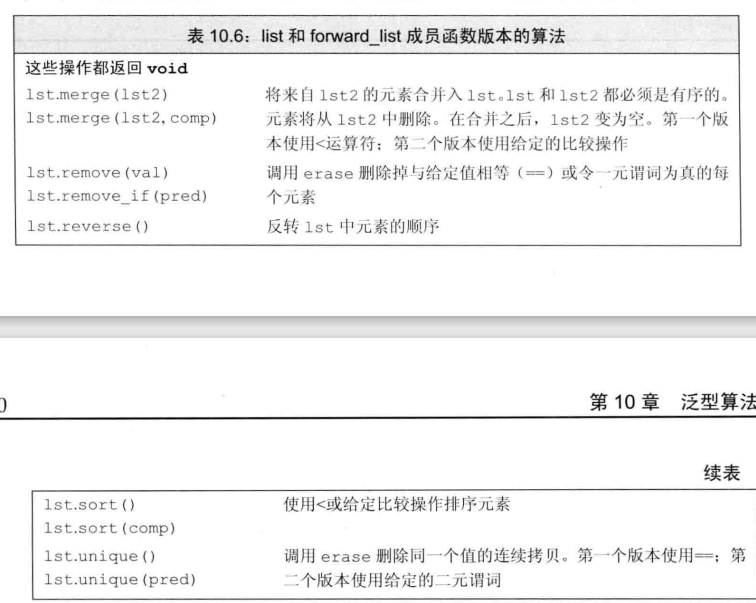 表 10.6：list 和 forward_list 成员函数版本的算法
这些操作都返回 void
lst.merge(lst2) 将来自 lst2 的元素合并入 lst。lst 和 lst2 都必须是有序的。
lst.merge(lst2,comp) 元素将从 lst2 中删除。在合并之后，lst2 变为空。第一个版
本使用<运算符；第二个版本使用给定的比较操作
lst.remove(val) 调用 erase 删除掉与给定值相等（==）或令一元谓词为真的每
lst.remove_if(pred) 个元素
lst.reverse() 反转 lst 中元素的顺序
0 第 10 章 泛型算法
续表
lst.sort() 使用<或给定比较操作排序元素
lst.sort(comp)
lst.unique() 调用 erase 删除同一个值的连续拷贝。第一个版本使用==；第
lst.unique(pred) 二个版本使用给定的二元谓词